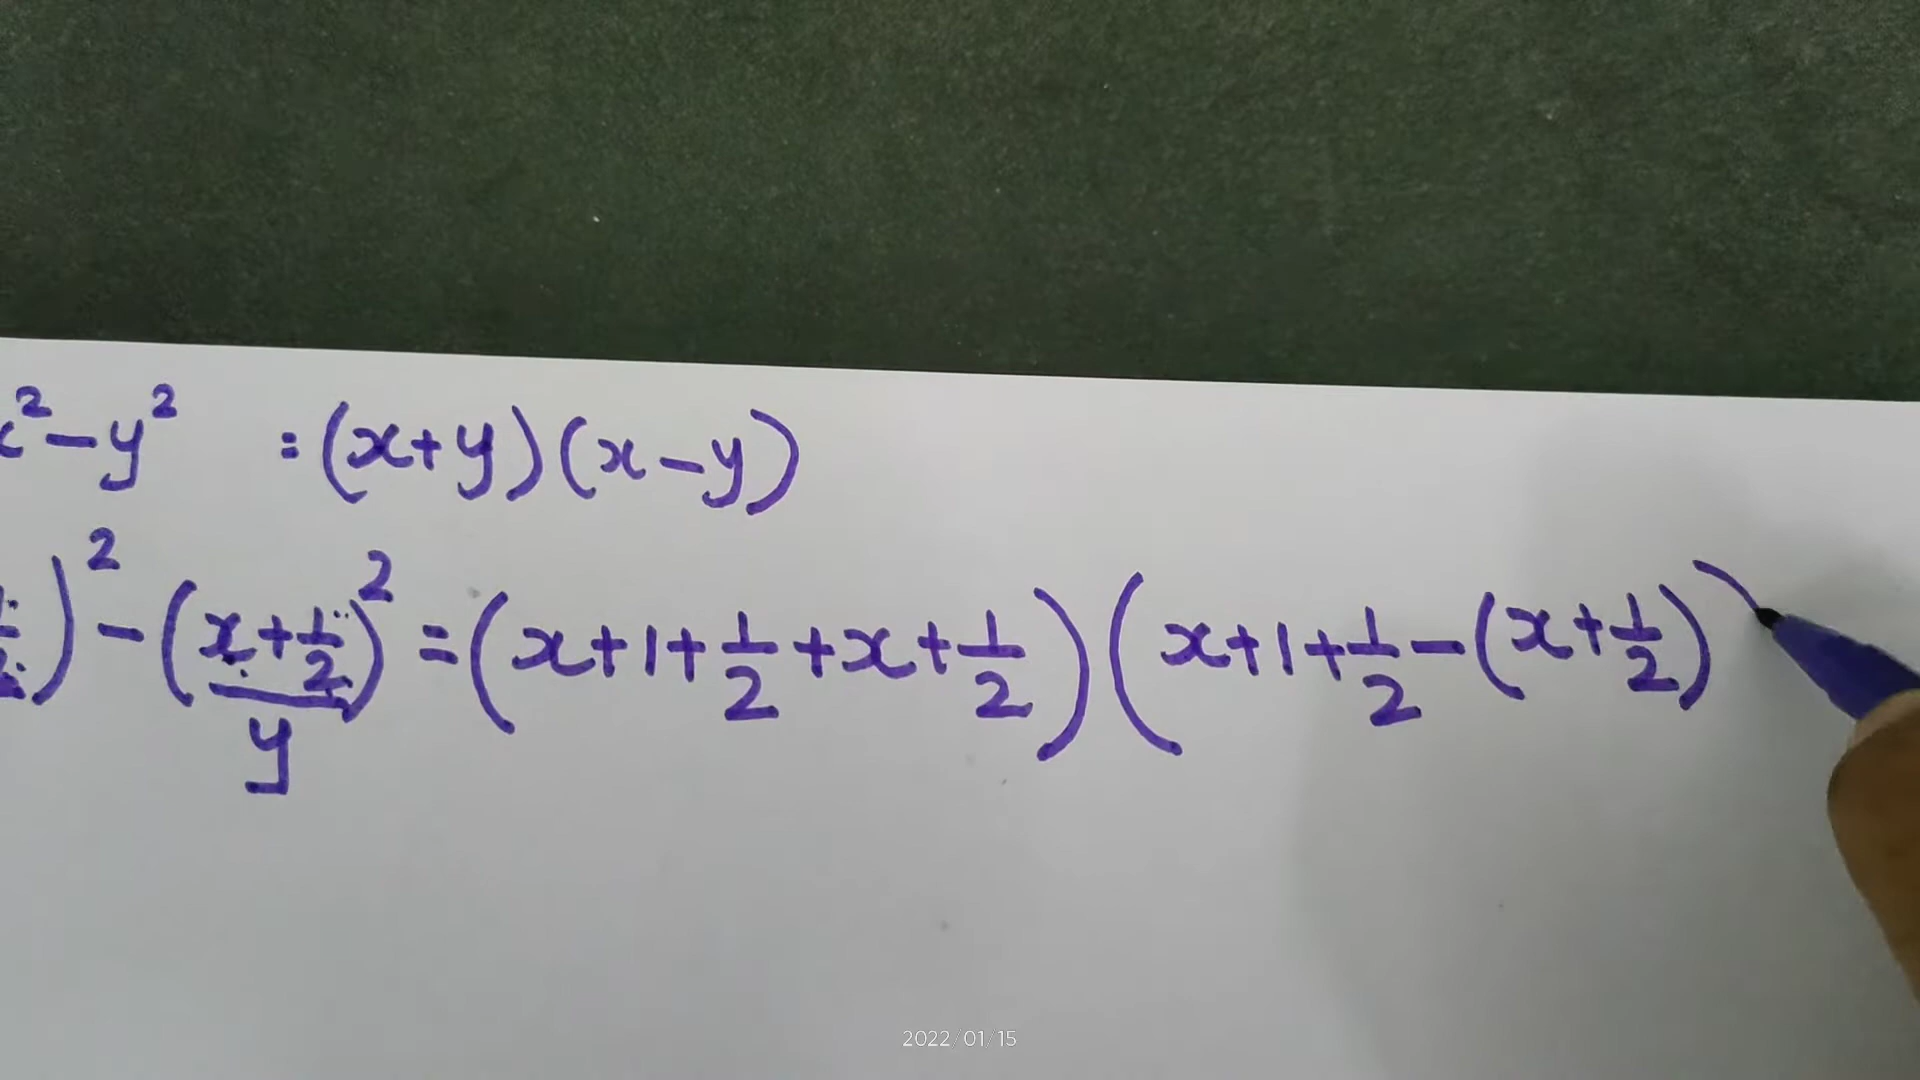 x² - y² = (x+y)(x-y)
)² - (x+1/2)² = (x+1+1/2+x+1/2)(x+1+1/2-(x+1/2))
y
2022/01/15